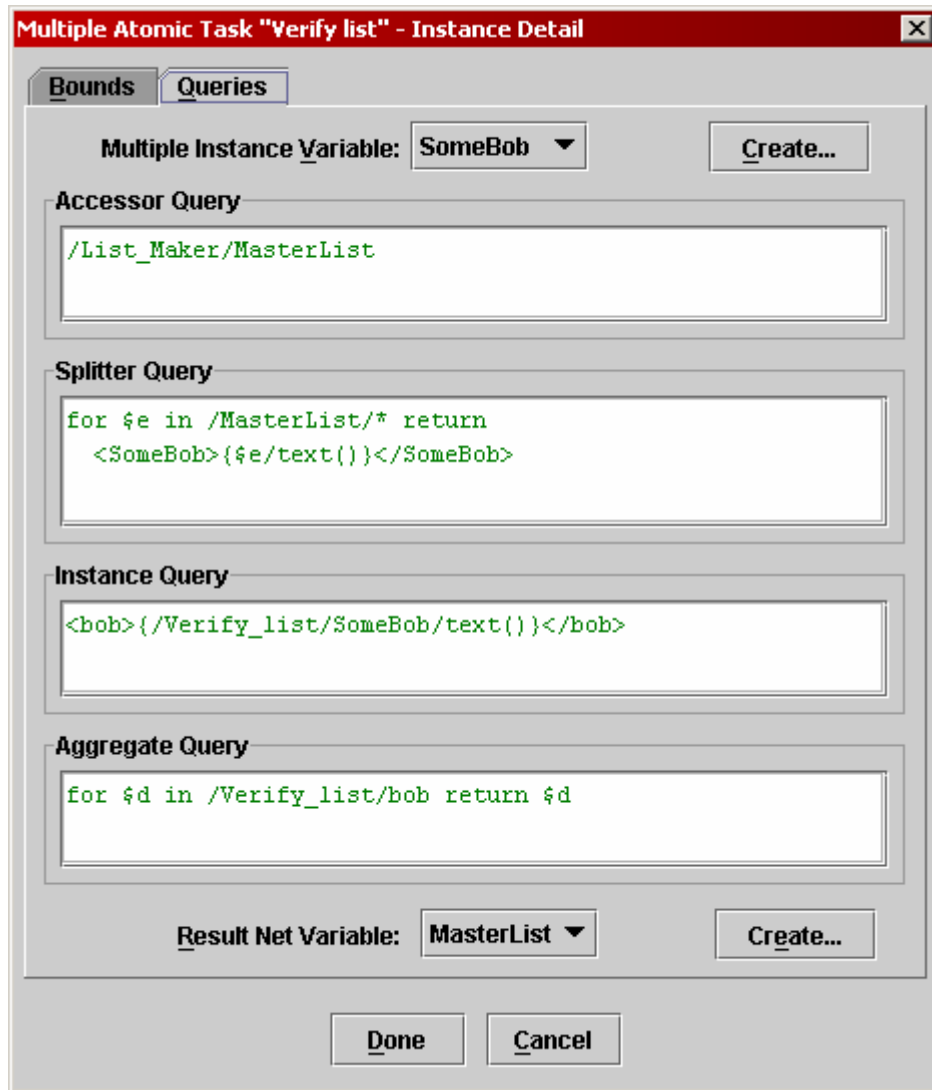 Multiple Atomic Task "Verify list" - Instance Detail
Bounds Queries
Multiple Instance Variable: SomeBob Create...
Accessor Query
/List_Maker/MasterList
Splitter Query
for $e in /MasterList/* return
<SomeBob>{$e/text()}</SomeBob>
Instance Query
<bob>{/Verify_list/SomeBob/text()}</bob>
Aggregate Query
for $d in /Verify_list/bob return $d
Result Net Variable: MasterList Create...
Done Cancel